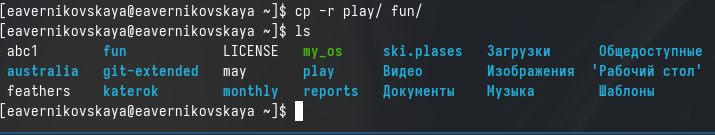 [eavernikovskaya@eavernikovskaya ~]$ cp -r play/ fun/
[eavernikovskaya@eavernikovskaya ~]$ ls
abc1 fun LICENSE my_os ski.plases Загрузки Общедоступные
australia git-extended may play Видео Изображения 'Рабочий стол'
feathers katerok monthly reports Документы Музыка Шаблоны
[eavernikovskaya@eavernikovskaya ~]$